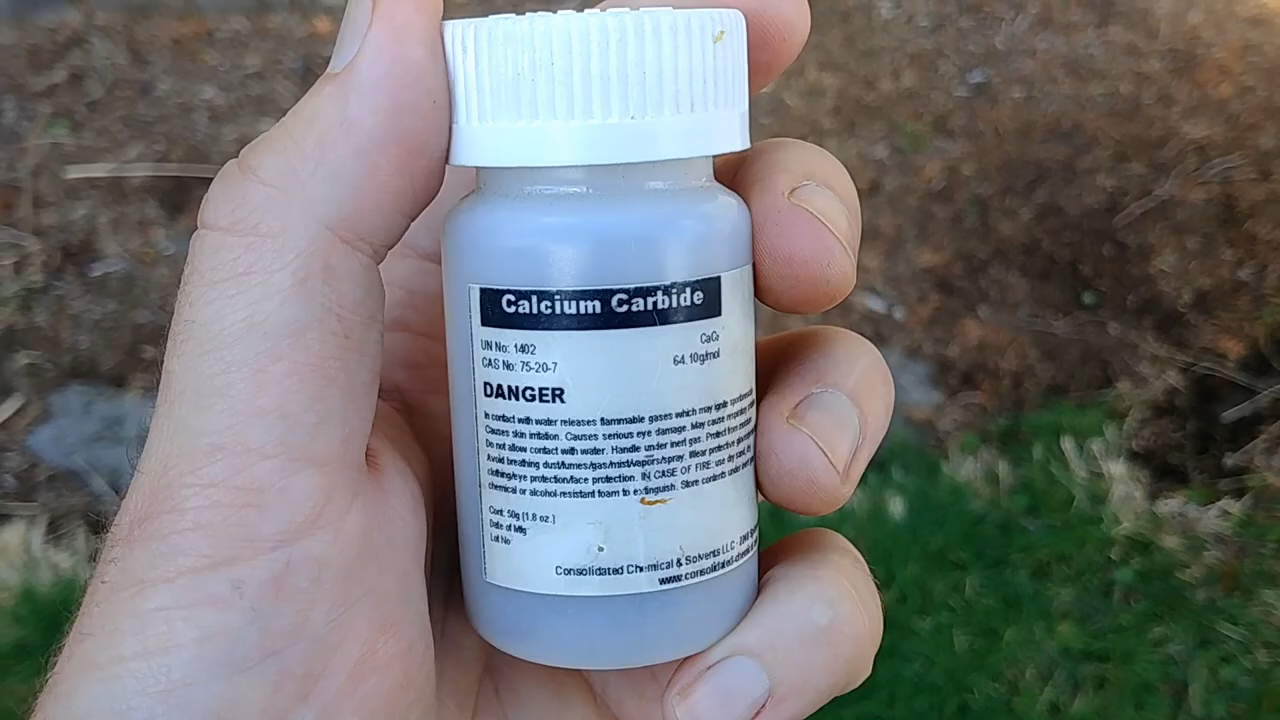 Calcium Carbide
UN No: 1402
CaC₂
CAS No: 75-20-7
64.10g/mol
DANGER
In contact with water releases flammable gases which may ignite
Causes skin irritation. Causes serious eye damage. May cause respiratory
Do not allow contact with water. Handle under inert gas. Protect from
Avoid breathing dust/fumes/gas/mist/vapors/spray. Wear protective
clothing/eye protection/face protection. IN CASE OF FIRE: use dry sand, dry
chemical or alcohol-resistant foam to extinguish. Store contents under inert
Cont: 50g [1.8 oz.]
Date of Mfg
Lot No
Consolidated Chemical & Solvents LLC -